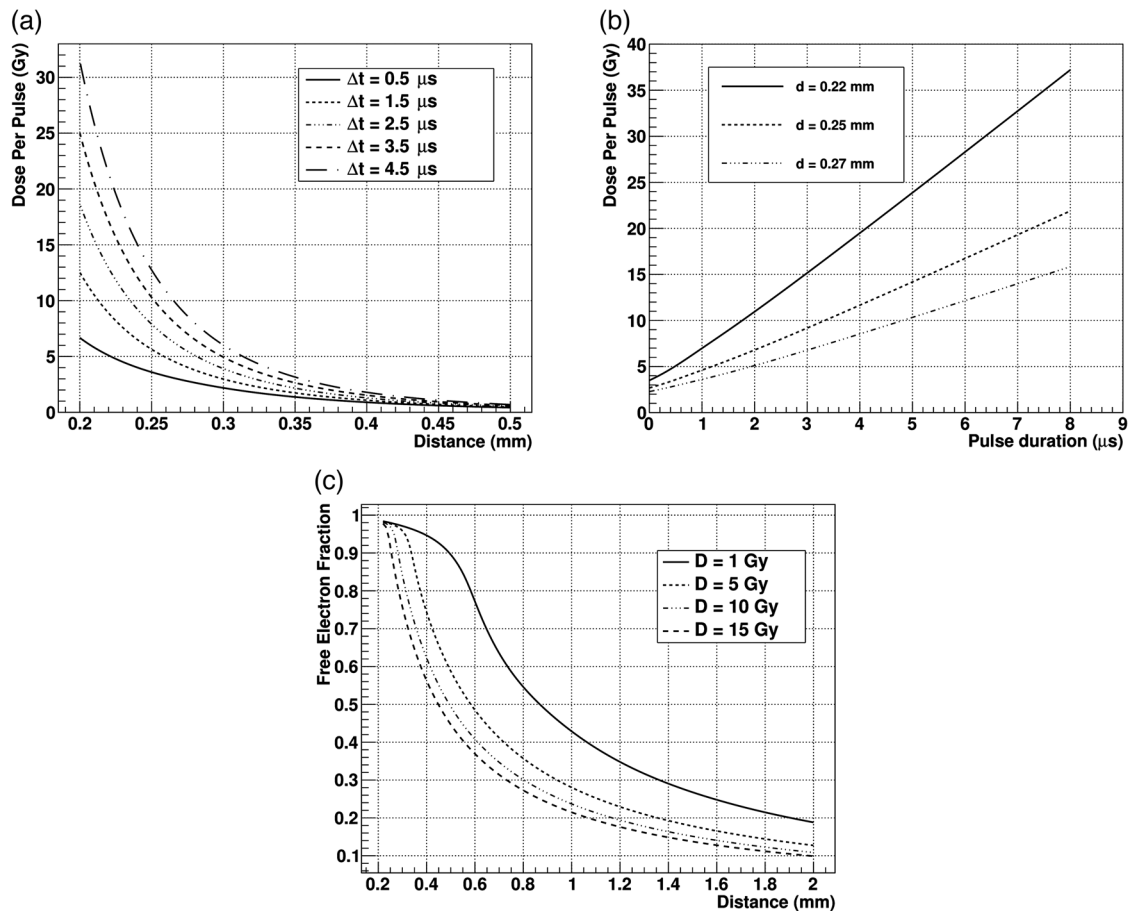 (a)
Dose Per Pulse (Gy)
30
25
20
15
10
5
0
Δt = 0.5 μs
Δt = 1.5 μs
Δt = 2.5 μs
Δt = 3.5 μs
Δt = 4.5 μs
0.2 0.25 0.3 0.35 0.4 0.45 0.5
Distance (mm)
(b)
Dose Per Pulse (Gy)
40
35
30
25
20
15
10
5
0
d = 0.22 mm
d = 0.25 mm
d = 0.27 mm
0 1 2 3 4 5 6 7 8 9
Pulse duration (μs)
(c)
Free Electron Fraction
1
0.9
0.8
0.7
0.6
0.5
0.4
0.3
0.2
0.1
D = 1 Gy
D = 5 Gy
D = 10 Gy
D = 15 Gy
0.2 0.4 0.6 0.8 1 1.2 1.4 1.6 1.8 2
Distance (mm)